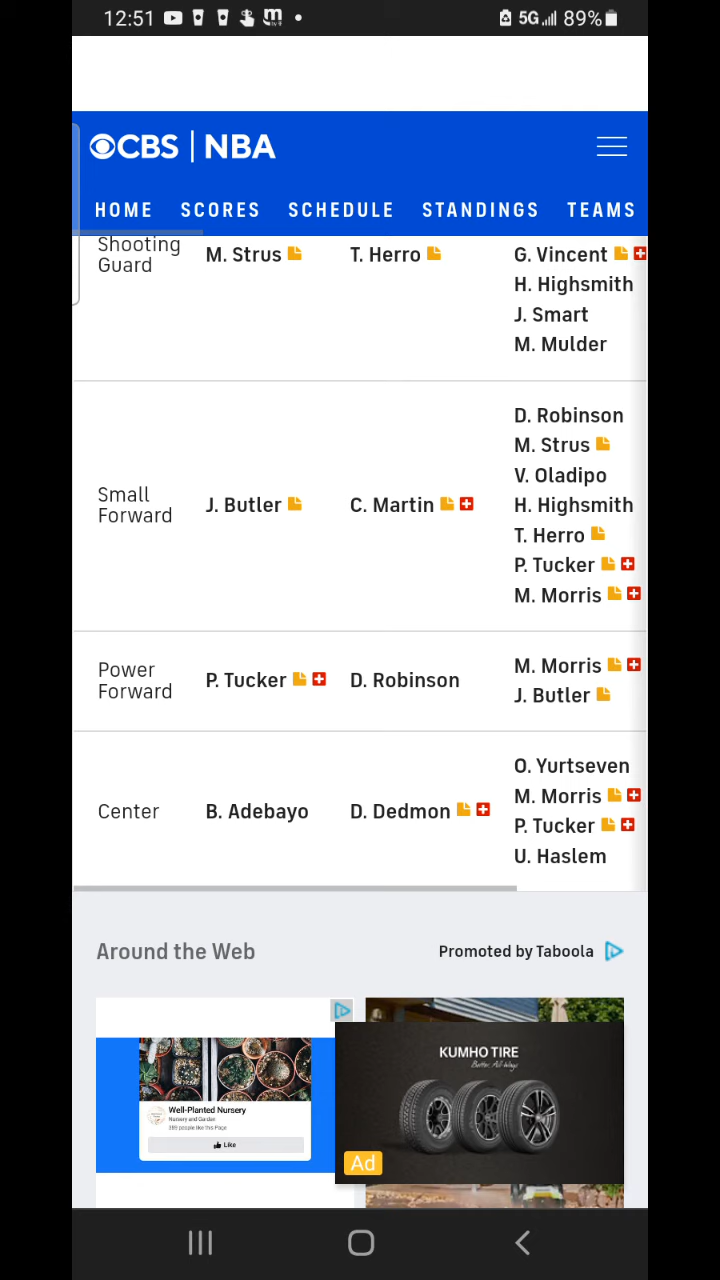 12:51 5G 89%
CBS | NBA
HOME SCORES SCHEDULE STANDINGS TEAMS
Shooting
Guard
M. Strus
T. Herro
G. Vincent
H. Highsmith
J. Smart
M. Mulder
Small
Forward
J. Butler
C. Martin
D. Robinson
M. Strus
V. Oladipo
H. Highsmith
T. Herro
P. Tucker
M. Morris
Power
Forward
P. Tucker
D. Robinson
M. Morris
J. Butler
Center
B. Adebayo
D. Dedmon
O. Yurtseven
M. Morris
P. Tucker
U. Haslem
Around the Web
Promoted by Taboola
Well-Planted Nursery
Nursery and Garden
Like
KUMHO TIRE
Better, All-Ways
Ad